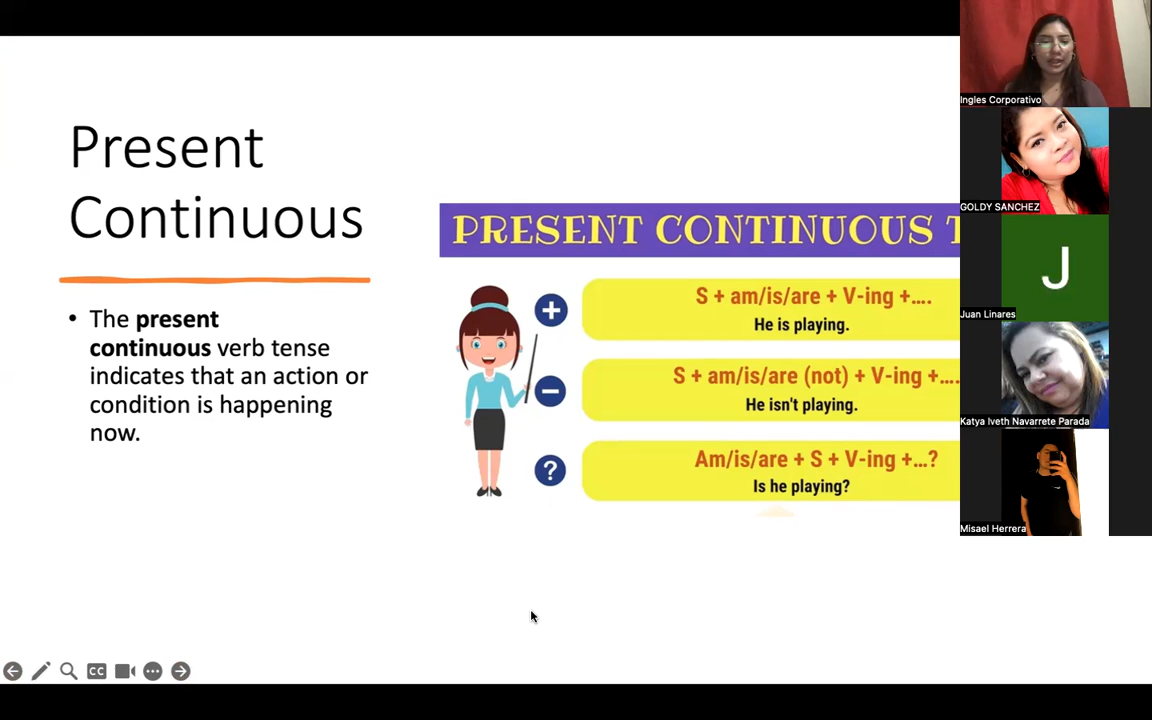 Present
Continuous
• The present
continuous verb tense
indicates that an action or
condition is happening
now.
PRESENT CONTINUOUS T
+
S + am/is/are + V-ing +....
He is playing.
−
S + am/is/are (not) + V-ing +....
He isn't playing.
?
Am/is/are + S + V-ing +...?
Is he playing?
Ingles Corporativo
GOLDY SANCHEZ
J
Juan Linares
Katya Iveth Navarrete Parada
Misael Herrera
CC